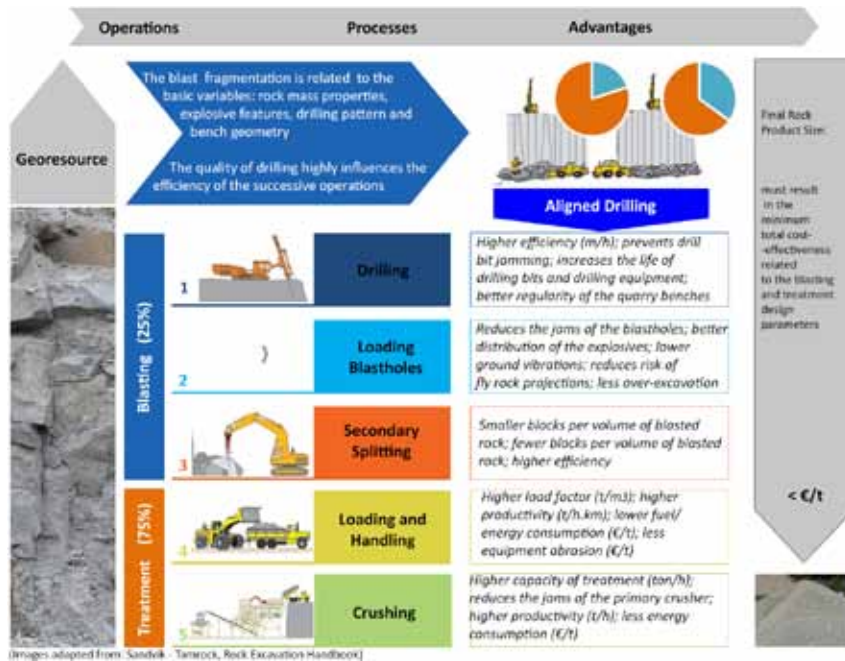 Operations
Processes
Advantages
Georesource
The blast fragmentation is related to the
basic variables: rock mass properties,
explosive features, drilling pattern and
bench geometry
The quality of drilling highly influences the
efficiency of the successive operations
Aligned Drilling
Final Rock
Product Size:
must result
in the
minimum
total cost-
-effectiveness
related
to the blasting
and treatment
design
parameters
< €/t
Blasting (25%)
1
Drilling
Higher efficiency (m/h); prevents drill
bit jamming; increases the life of
drilling bits and drilling equipment;
better regularity of the quarry benches
2
Loading
Blastholes
Reduces the jams of the blastholes; better
distribution of the explosives; lower
ground vibrations; reduces risk of
fly rock projections; less over-excavation
3
Secondary
Splitting
Smaller blocks per volume of blasted
rock; fewer blocks per volume of blasted
rock; higher efficiency
Treatment (75%)
4
Loading and
Handling
Higher load factor (t/m3); higher
productivity (t/h.km); lower fuel/
energy consumption (€/t); less
equipment abrasion (€/t)
5
Crushing
Higher capacity of treatment (ton/h);
reduces the jams of the primary crusher;
higher productivity (t/h); less energy
consumption (€/t)
(Images adapted from: Sandvik - Tamrock, Rock Excavation Handbook)